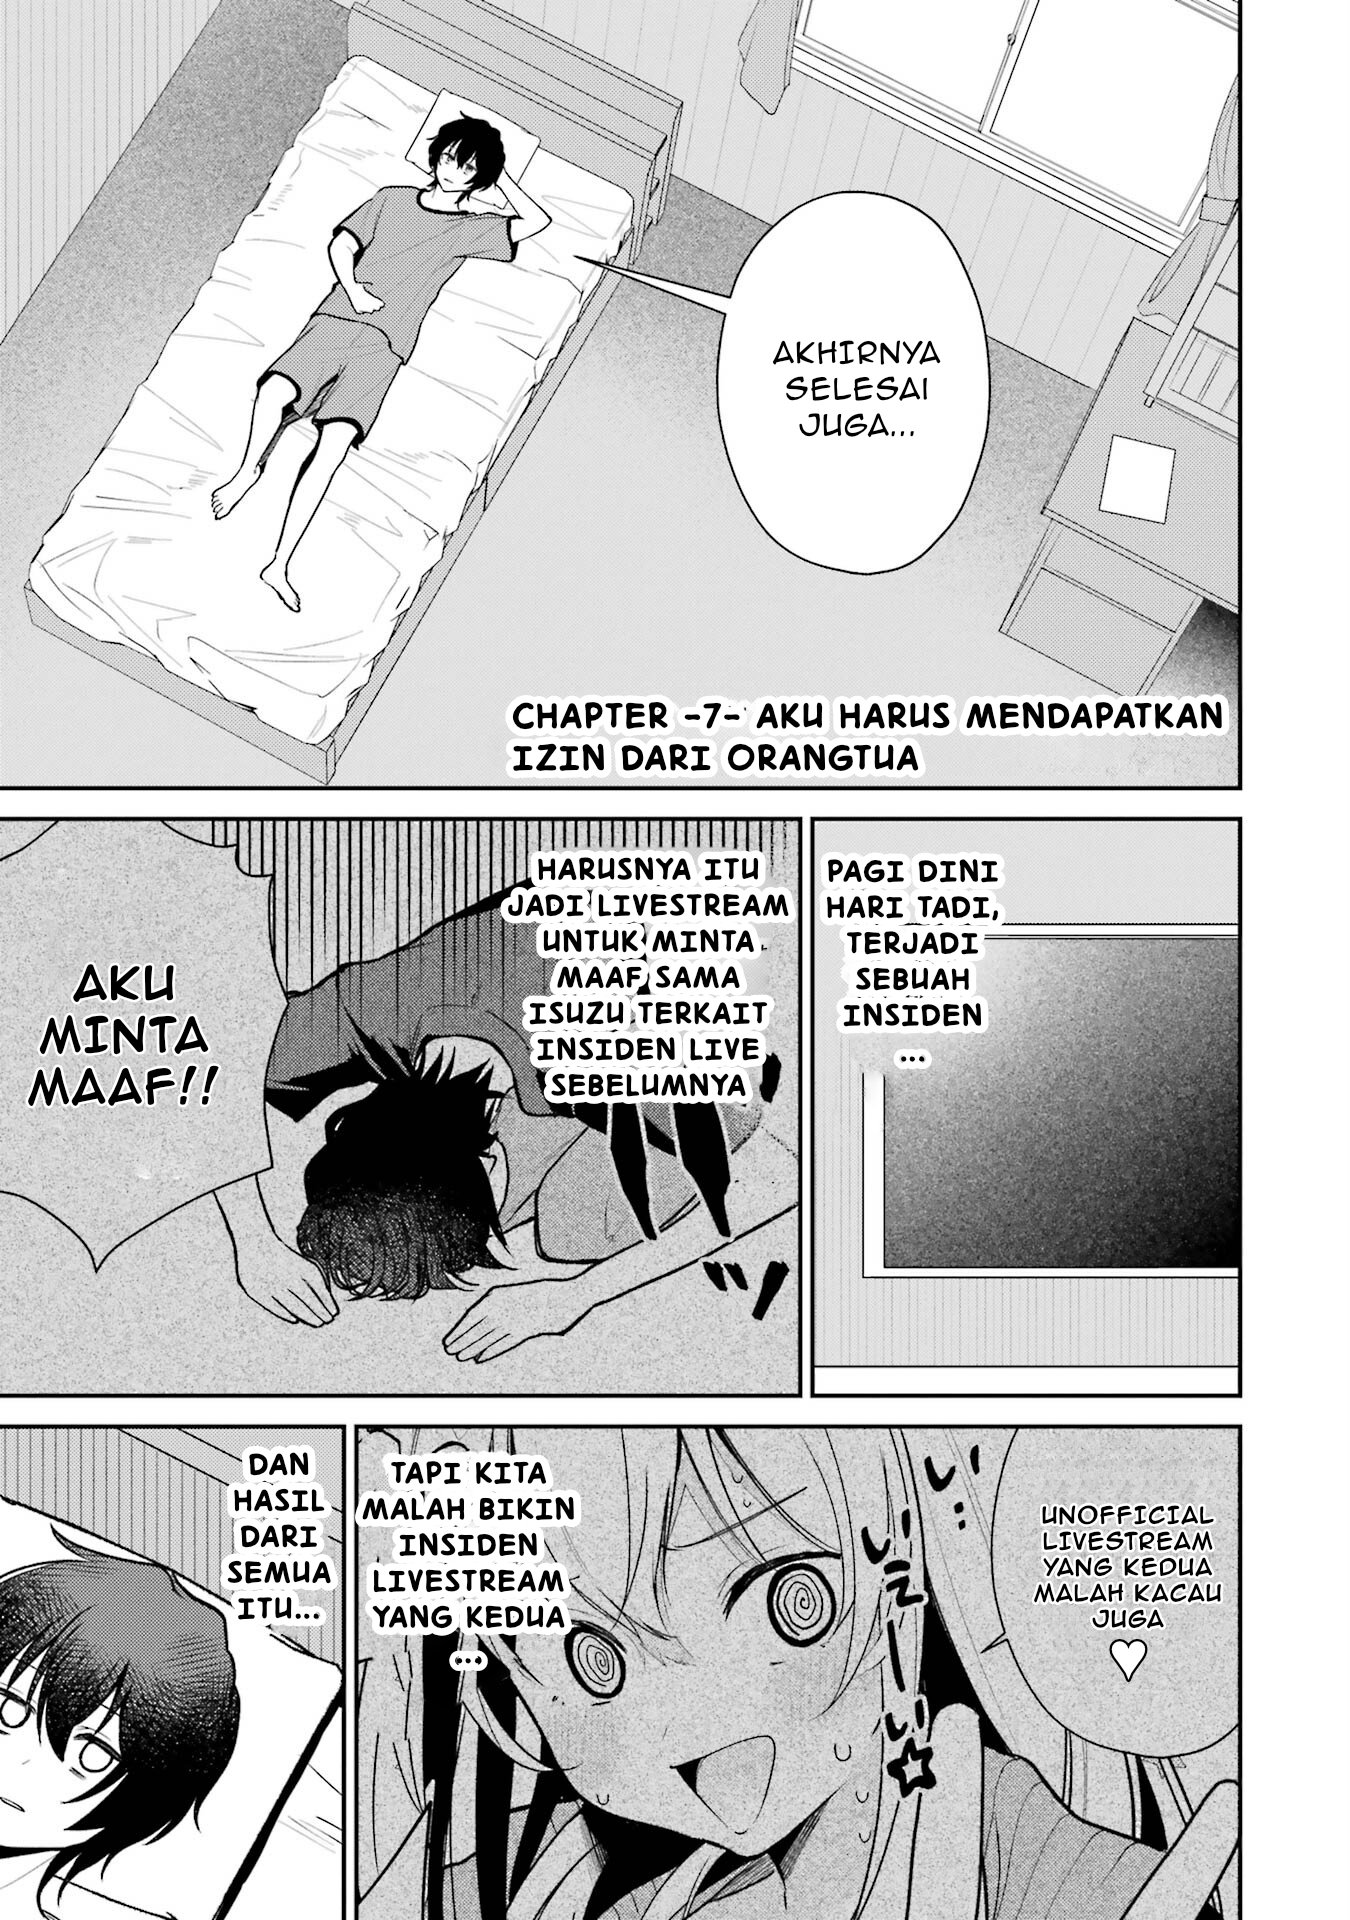 AKHIRNYA
SELESAI
JUGA...
CHAPTER -7- AKU HARUS MENDAPATKAN
IZIN DARI ORANGTUA
PAGI DINI
HARI TADI,
TERJADI
SEBUAH
INSIDEN
...
HARUSNYA ITU
JADI LIVESTREAM
UNTUK MINTA
MAAF SAMA
ISUZU TERKAIT
INSIDEN LIVE
SEBELUMNYA
AKU
MINTA
MAAF!!
UNOFFICIAL
LIVESTREAM
YANG KEDUA
MALAH KACAU
JUGA
♥
TAPI KITA
MALAH BIKIN
INSIDEN
LIVESTREAM
YANG KEDUA
...
DAN
HASIL
DARI
SEMUA
ITU...